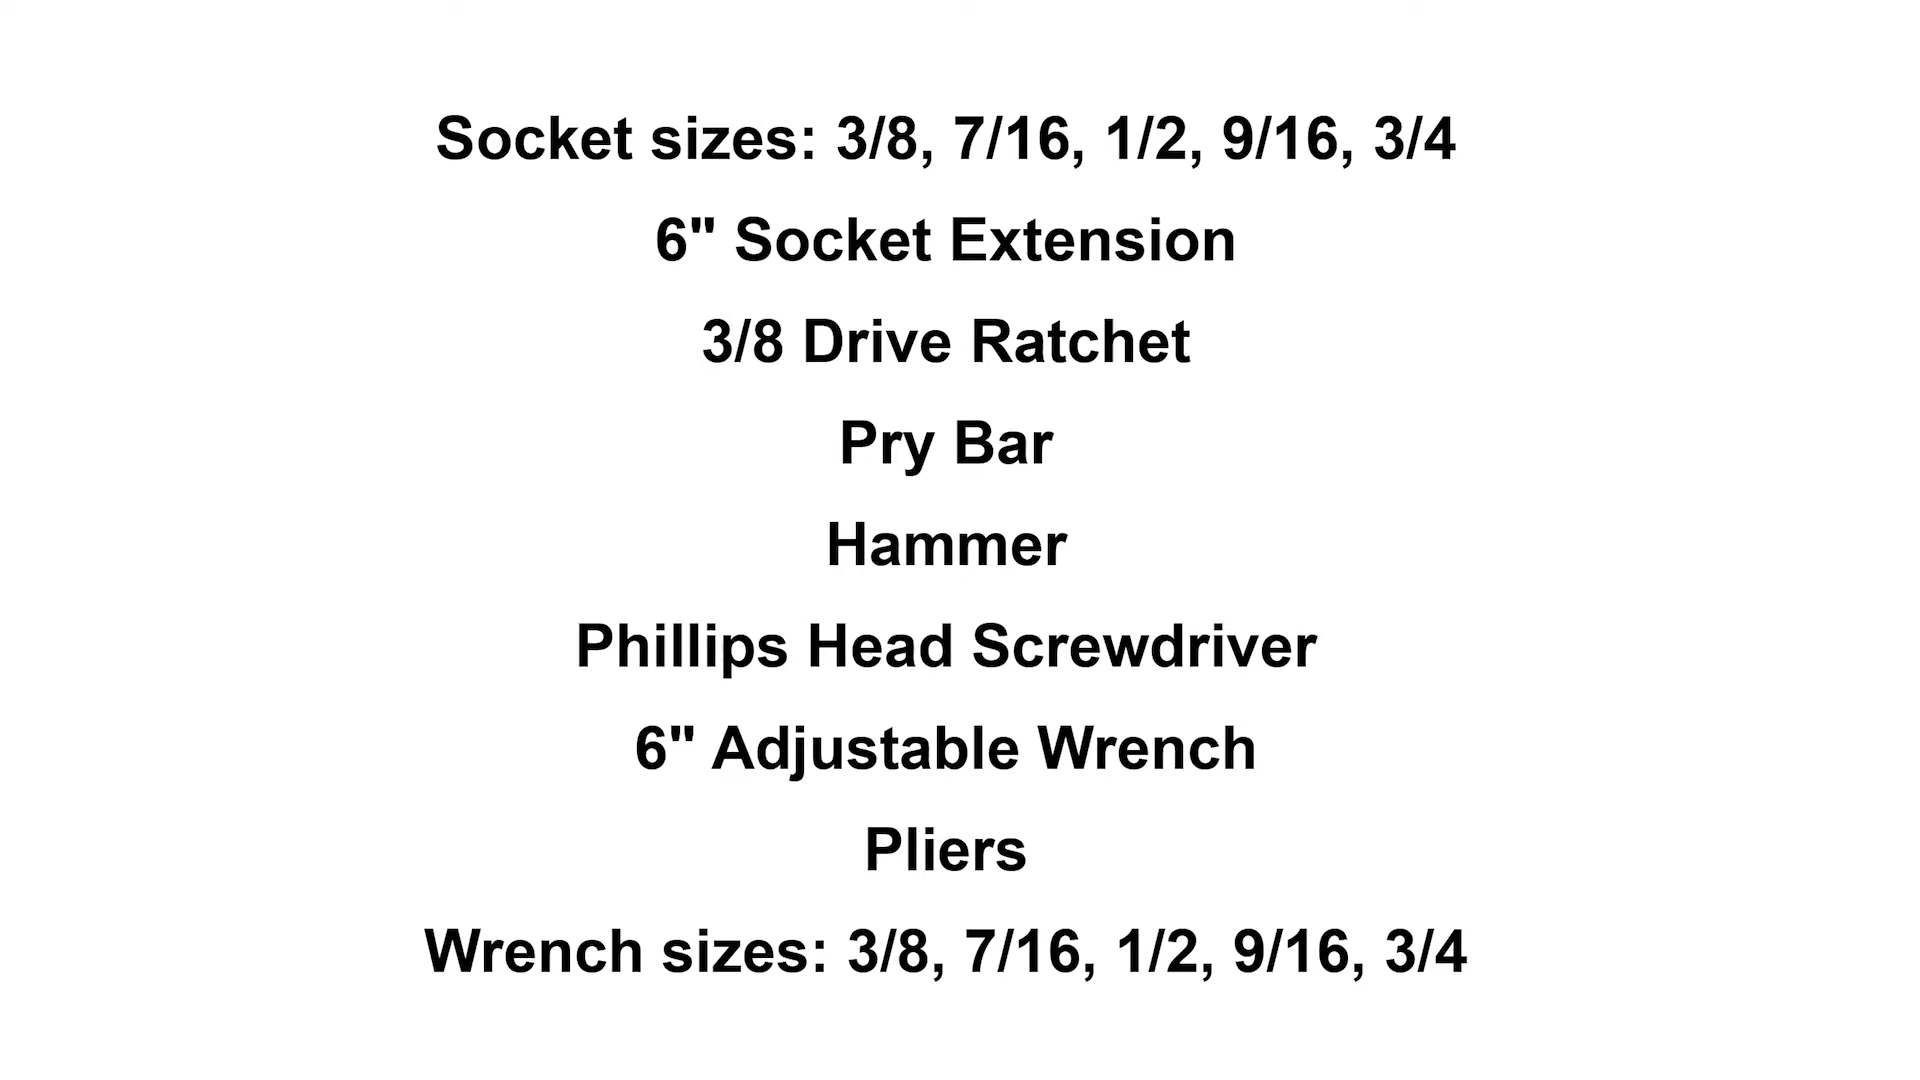 Socket sizes: 3/8, 7/16, 1/2, 9/16, 3/4
6" Socket Extension
3/8 Drive Ratchet
Pry Bar
Hammer
Phillips Head Screwdriver
6" Adjustable Wrench
Pliers
Wrench sizes: 3/8, 7/16, 1/2, 9/16, 3/4